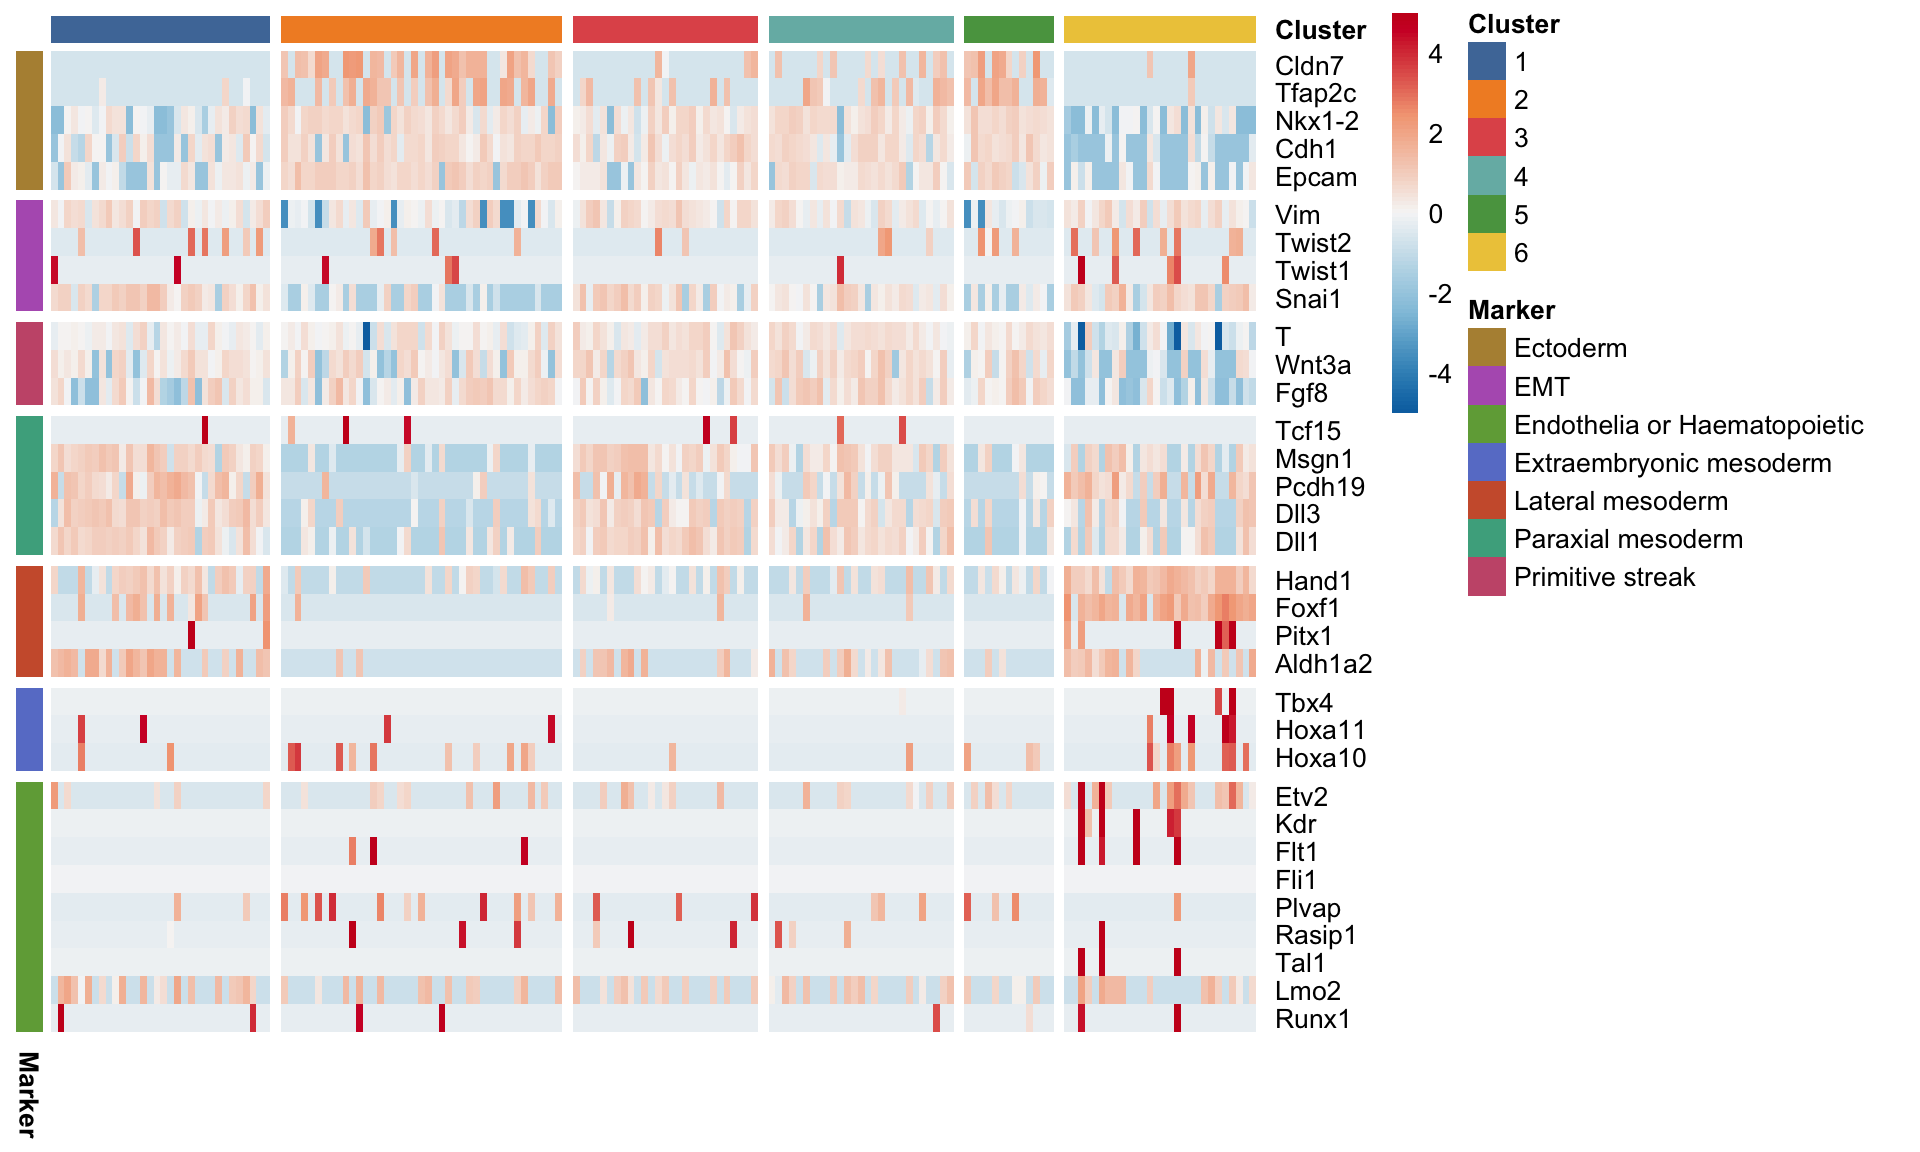 Cluster
Cldn7
Tfap2c
Nkx1-2
Cdh1
Epcam
Vim
Twist2
Twist1
Snai1
T
Wnt3a
Fgf8
Tcf15
Msgn1
Pcdh19
Dll3
Dll1
Hand1
Foxf1
Pitx1
Aldh1a2
Tbx4
Hoxa11
Hoxa10
Etv2
Kdr
Flt1
Fli1
Plvap
Rasip1
Tal1
Lmo2
Runx1
Marker
4
2
0
-2
-4
Cluster
1
2
3
4
5
6
Marker
Ectoderm
EMT
Endothelia or Haematopoietic
Extraembryonic mesoderm
Lateral mesoderm
Paraxial mesoderm
Primitive streak